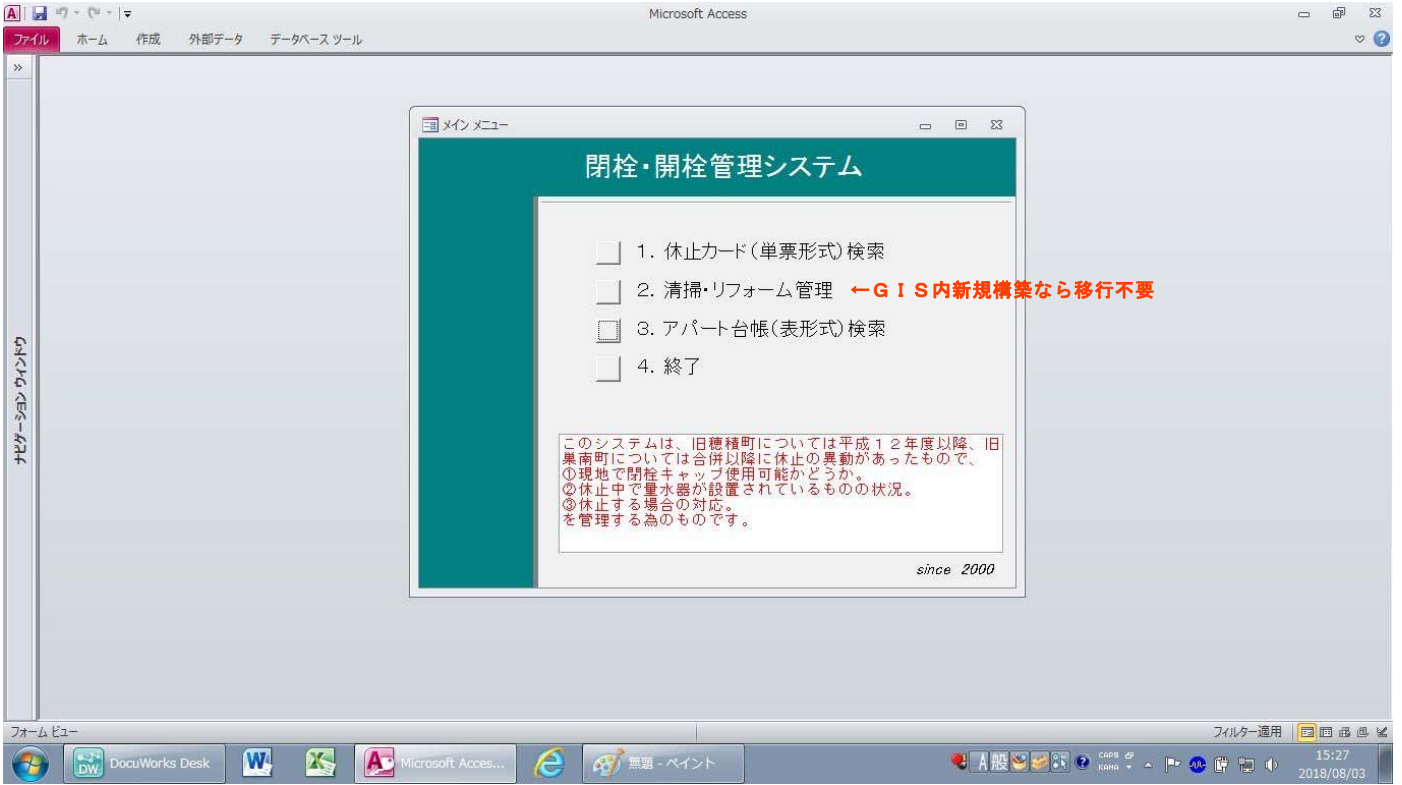 Microsoft Access
ファイル ホーム 作成 外部データ データベース ツール
»
メイン メニュー
閉栓・開栓管理システム
1. 休止カード(単票形式)検索
2. 清掃・リフォーム管理 ←GIS内新規構築なら移行不要
3. アパート台帳(表形式)検索
4. 終了
このシステムは、旧穂積町については平成12年度以降、旧
巣南町については合併以降に休止の異動があったもので、
①現地で閉栓キャップ使用可能かどうか。
②休止中で量水器が設置されているものの状況。
③休止する場合の対応。
を管理する為のものです。
since 2000
ナビゲーション ウィンドウ
フォーム ビュー フィルター適用
DocuWorks Desk Microsoft Acces... 無題 - ペイント A 般 CAPS KANA 15:27
2018/08/03